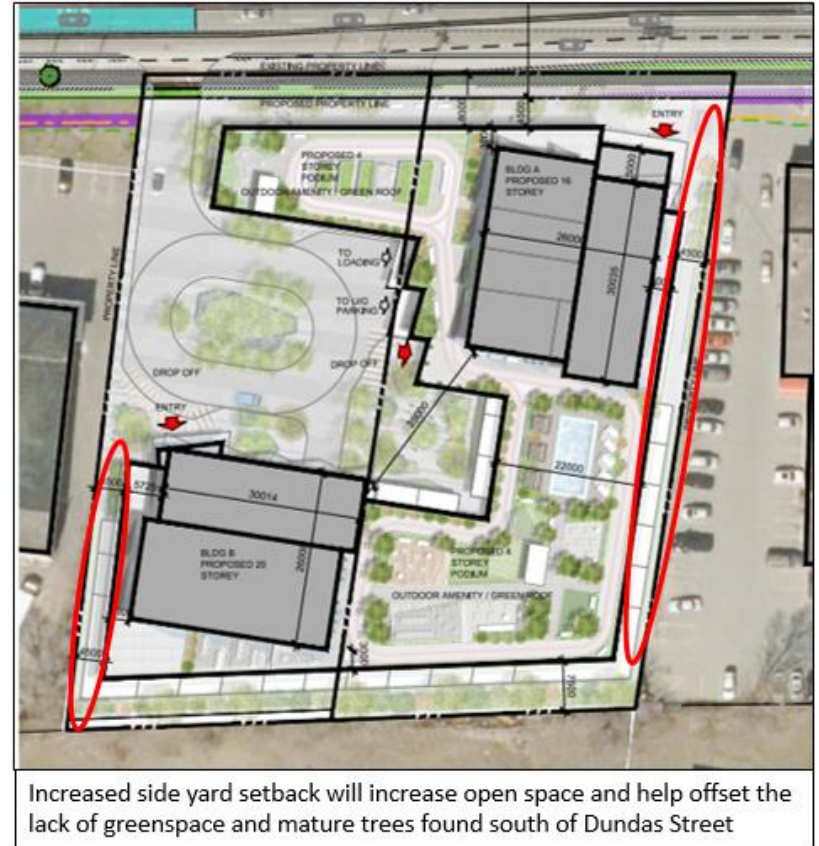 EXISTING PROPERTY LINES
PROPOSED PROPERTY LINE
ENTRY
PROPOSED 4
STOREY
PODIUM
OUTDOOR AMENITY / GREEN ROOF
BLDG A
PROPOSED 16
STOREY
TO
LOADING
TO U/G
PARKING
PROPERTY LINE
DROP OFF
DROP OFF
ENTRY
22000
30014
BLDG B
PROPOSED 20
STOREY
PROPOSED 4
STOREY
PODIUM
OUTDOOR AMENITY / GREEN ROOF
4500
7500
Increased side yard setback will increase open space and help offset the
lack of greenspace and mature trees found south of Dundas Street